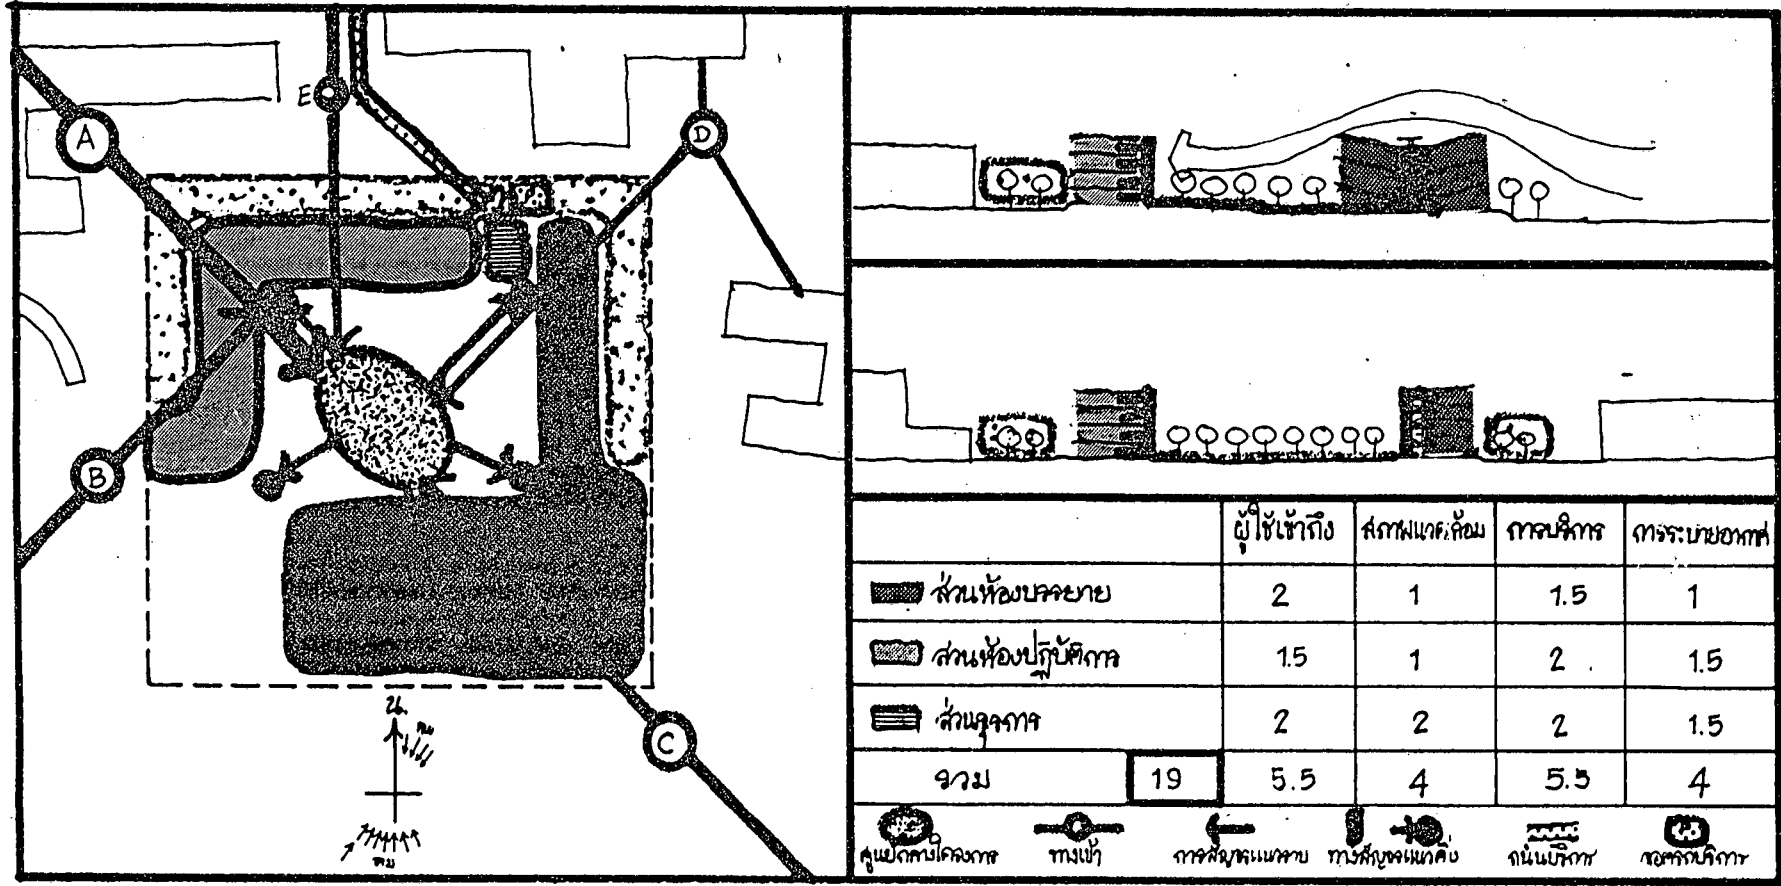 E
A
D
B
C
น.
ลม
ลม
ผู้ใช้เข้าถึง สภาพแวดล้อม การบริการ การระบายอากาศ
ส่วนห้องบรรยาย 2 1 1.5 1
ส่วนห้องปฏิบัติการ 1.5 1 2 1.5
ส่วนธุรการ 2 2 2 1.5
รวม 19 5.5 4 5.5 4
ศูนย์กลางโครงการ ทางเข้า การสัญจรแนวราบ ทางสัญจรแนวดิ่ง ถนนบริการ จอดรถบริการ